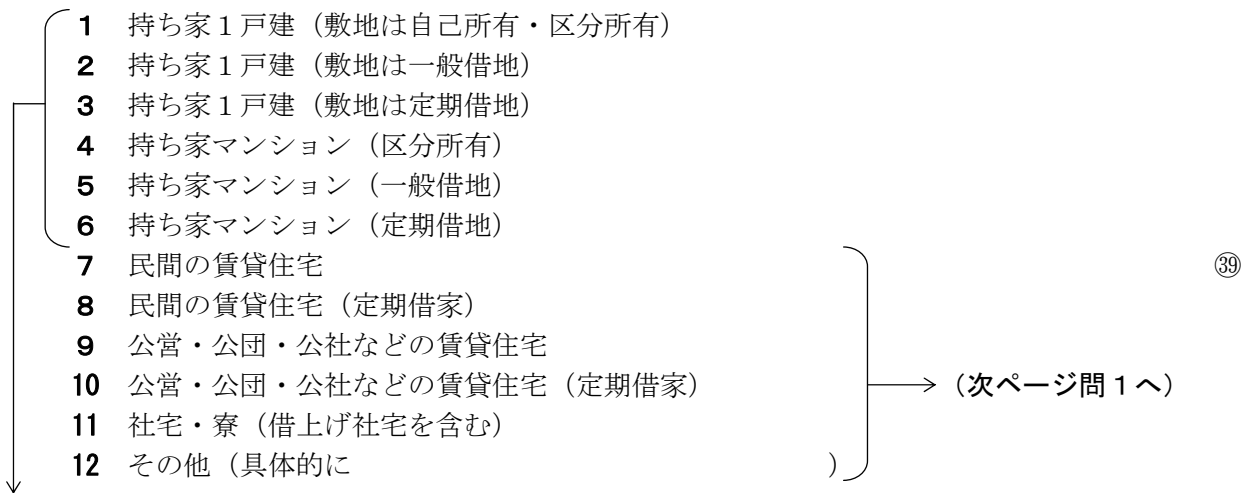 1 持ち家１戸建（敷地は自己所有・区分所有）
2 持ち家１戸建（敷地は一般借地）
3 持ち家１戸建（敷地は定期借地）
4 持ち家マンション（区分所有）
5 持ち家マンション（一般借地）
6 持ち家マンション（定期借地）
7 民間の賃貸住宅 ㊴
8 民間の賃貸住宅（定期借家）
9 公営・公団・公社などの賃貸住宅
10 公営・公団・公社などの賃貸住宅（定期借家） （次ページ問１へ）
11 社宅・寮（借上げ社宅を含む）
12 その他（具体的に ）